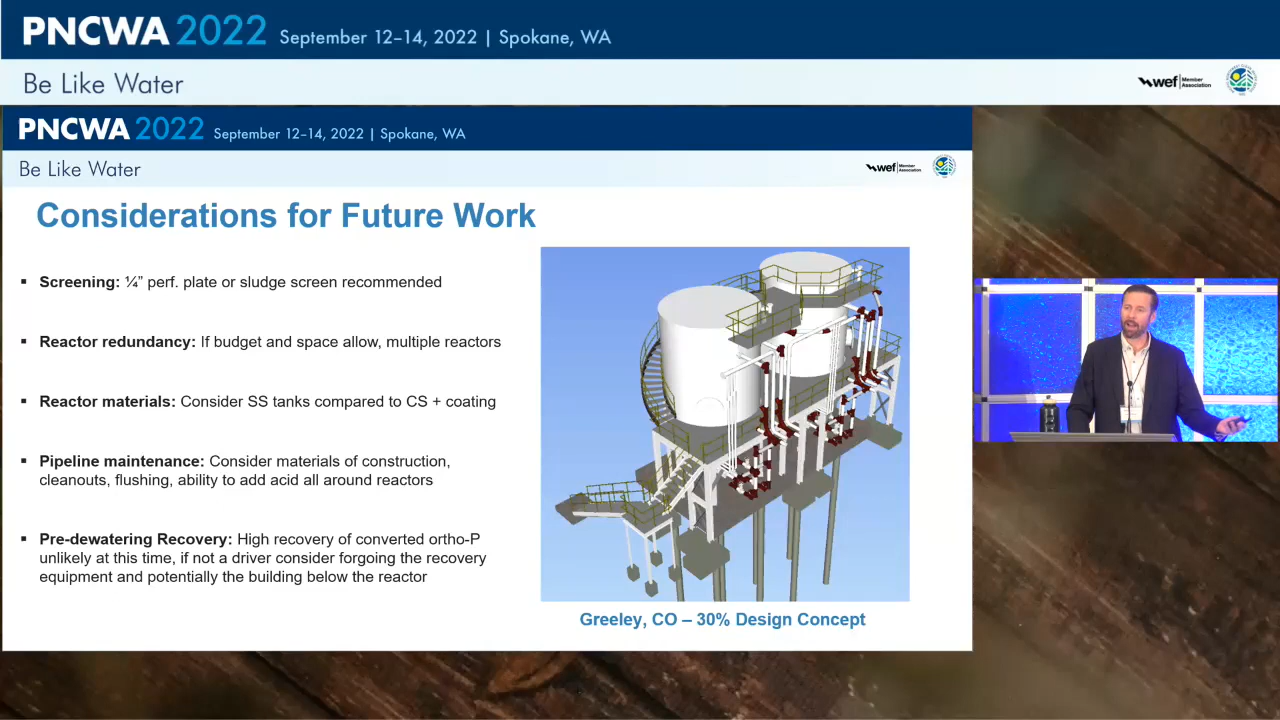 PNCWA 2022 September 12–14, 2022 | Spokane, WA
Be Like Water
wef Member Association
PNCWA 2022 September 12–14, 2022 | Spokane, WA
Be Like Water
wef Member Association
Considerations for Future Work
▪ Screening: ¼” perf. plate or sludge screen recommended
▪ Reactor redundancy: If budget and space allow, multiple reactors
▪ Reactor materials: Consider SS tanks compared to CS + coating
▪ Pipeline maintenance: Consider materials of construction,
cleanouts, flushing, ability to add acid all around reactors
▪ Pre-dewatering Recovery: High recovery of converted ortho-P
unlikely at this time, if not a driver consider forgoing the recovery
equipment and potentially the building below the reactor
Greeley, CO – 30% Design Concept